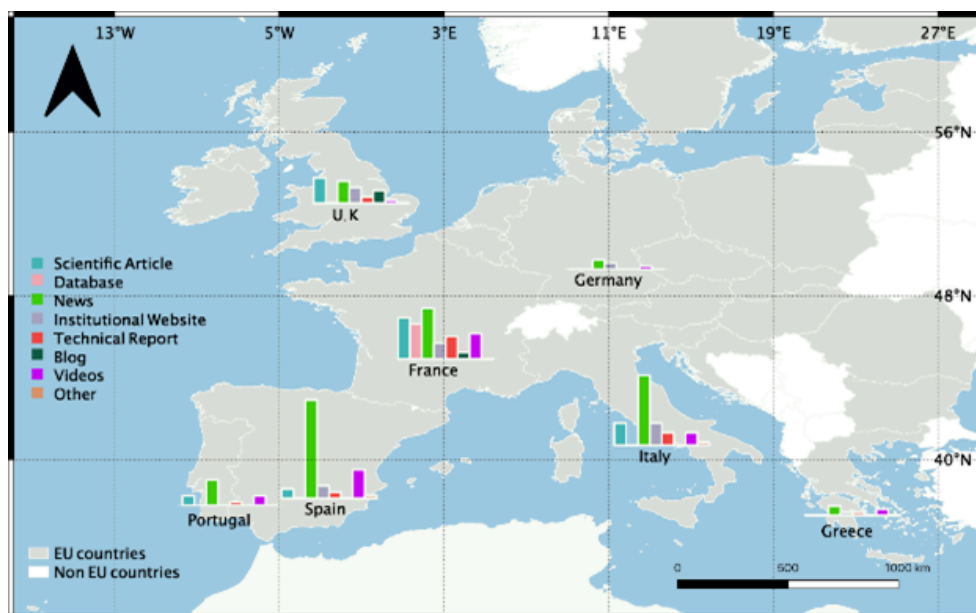 13°W 5°W 3°E 11°E 19°E 27°E
56°N
U.K
Scientific Article
Database
News
Institutional Website
Technical Report
Blog
Videos
Other
Germany
48°N
France
Italy
40°N
Portugal
Spain
Greece
EU countries
Non EU countries
0 500 1000 km